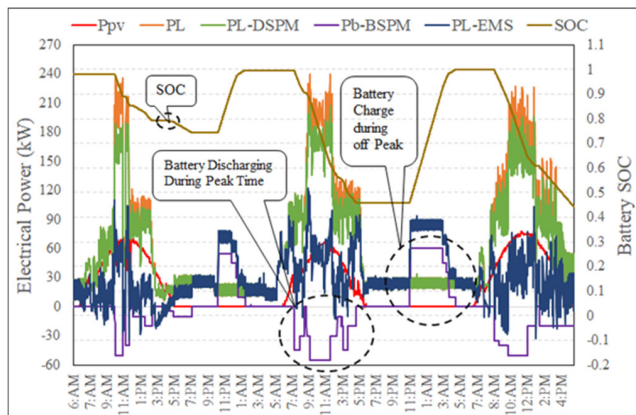 Ppv PL PL-DSPM Pb-BSPM PL-EMS SOC
Electrical Power (kW)
270
240
210
180
150
120
90
60
30
0
-30
-60
SOC
Battery
Charge
during
off Peak
Battery Discharging
During Peak Time
1.1
1
0.9
0.8
0.7
0.6
0.5
0.4
0.3
0.2
0.1
0
-0.1
-0.2
Battery SOC
6:AM
7:AM
9:AM
11:AM
1:PM
3:PM
5:PM
7:PM
9:PM
11:PM
1:AM
3:AM
5:AM
7:AM
9:AM
11:AM
1:PM
3:PM
5:PM
7:PM
9:PM
11:PM
1:AM
3:AM
4:AM
6:AM
8:AM
10:AM
12:PM
2:PM
4:PM